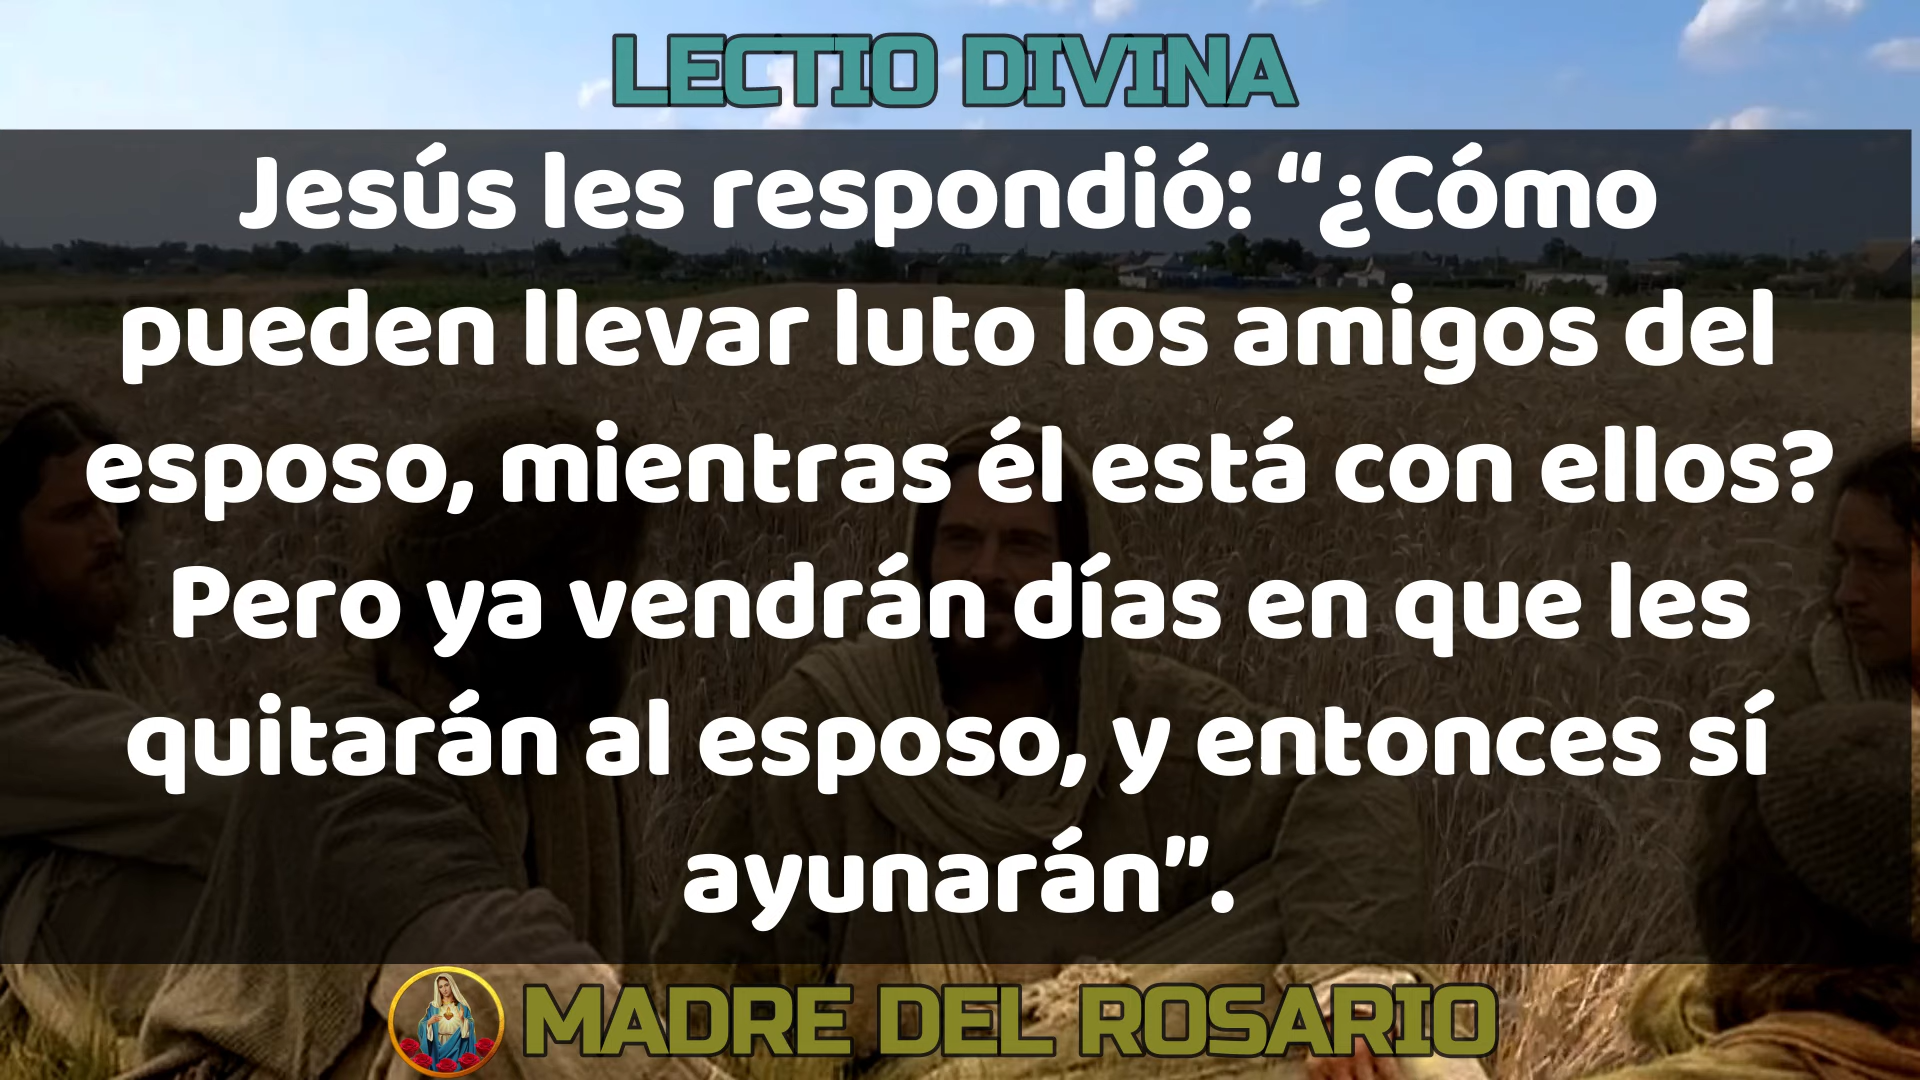 LECTIO DIVINA
Jesús les respondió: “¿Cómo
pueden llevar luto los amigos del
esposo, mientras él está con ellos?
Pero ya vendrán días en que les
quitarán al esposo, y entonces sí
ayunarán”.
MADRE DEL ROSARIO